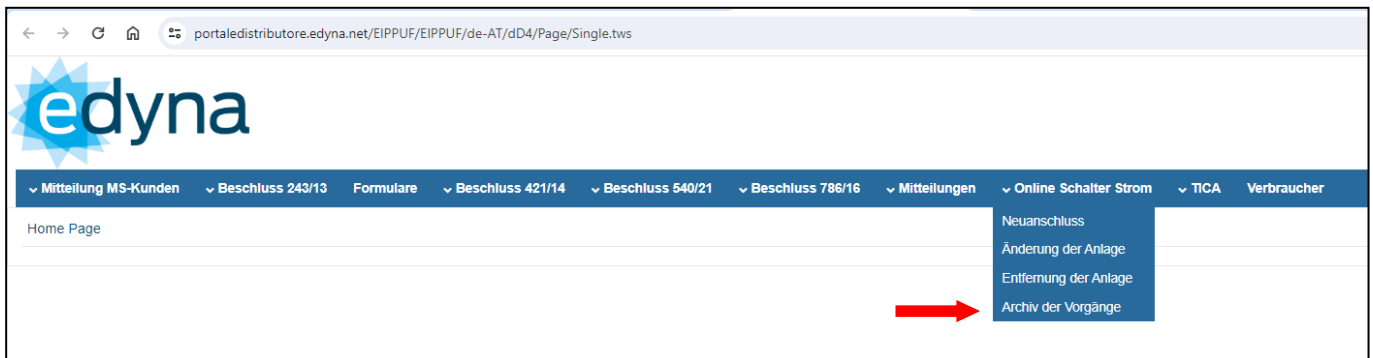 portaledistributore.edyna.net/EIPPUF/EIPPUF/de-AT/dD4/Page/Single.tws
edyna
Mitteilung MS-Kunden Beschluss 243/13 Formulare Beschluss 421/14 Beschluss 540/21 Beschluss 786/16 Mitteilungen Online Schalter Strom TICA Verbraucher
Home Page
Neuanschluss
Änderung der Anlage
Entfernung der Anlage
Archiv der Vorgänge